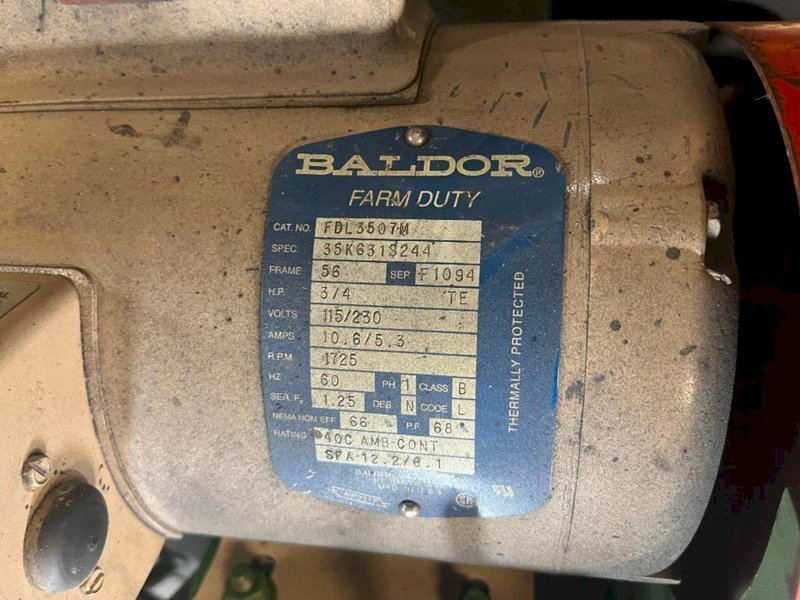 BALDOR®
FARM DUTY
CAT. NO. FDL3507M
SPEC. 35K631S244
FRAME 56 SER F1094
H.P. 3/4 TE
VOLTS 115/230
AMPS 10.6/5.3
R.P.M 1725
HZ 60 PH 1 CLASS B
SER. F. 1.25 DES N CODE L
NEMA NOM EFF 66 % P.F. 68 %
RATING 40C AMB-CONT
SFA 12.2/6.1
THERMALLY PROTECTED
BALDOR